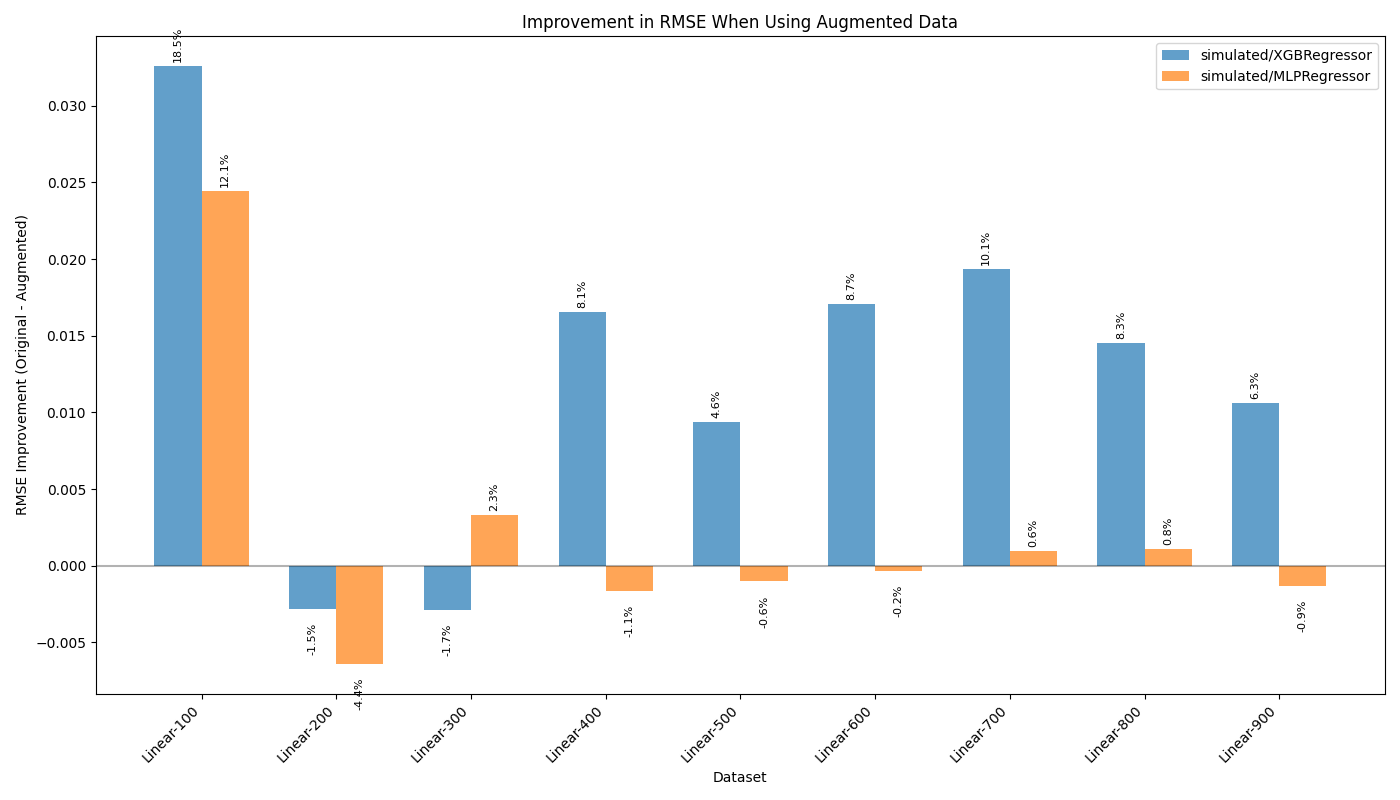 Improvement in RMSE When Using Augmented Data
simulated/XGBRegressor
simulated/MLPRegressor
RMSE Improvement (Original - Augmented)
0.030
0.025
0.020
0.015
0.010
0.005
0.000
−0.005
18.5%
12.1%
-1.5%
-4.4%
-1.7%
2.3%
8.1%
-1.1%
4.6%
-0.6%
8.7%
-0.2%
10.1%
0.6%
8.3%
0.8%
6.3%
-0.9%
Linear-100
Linear-200
Linear-300
Linear-400
Linear-500
Linear-600
Linear-700
Linear-800
Linear-900
Dataset